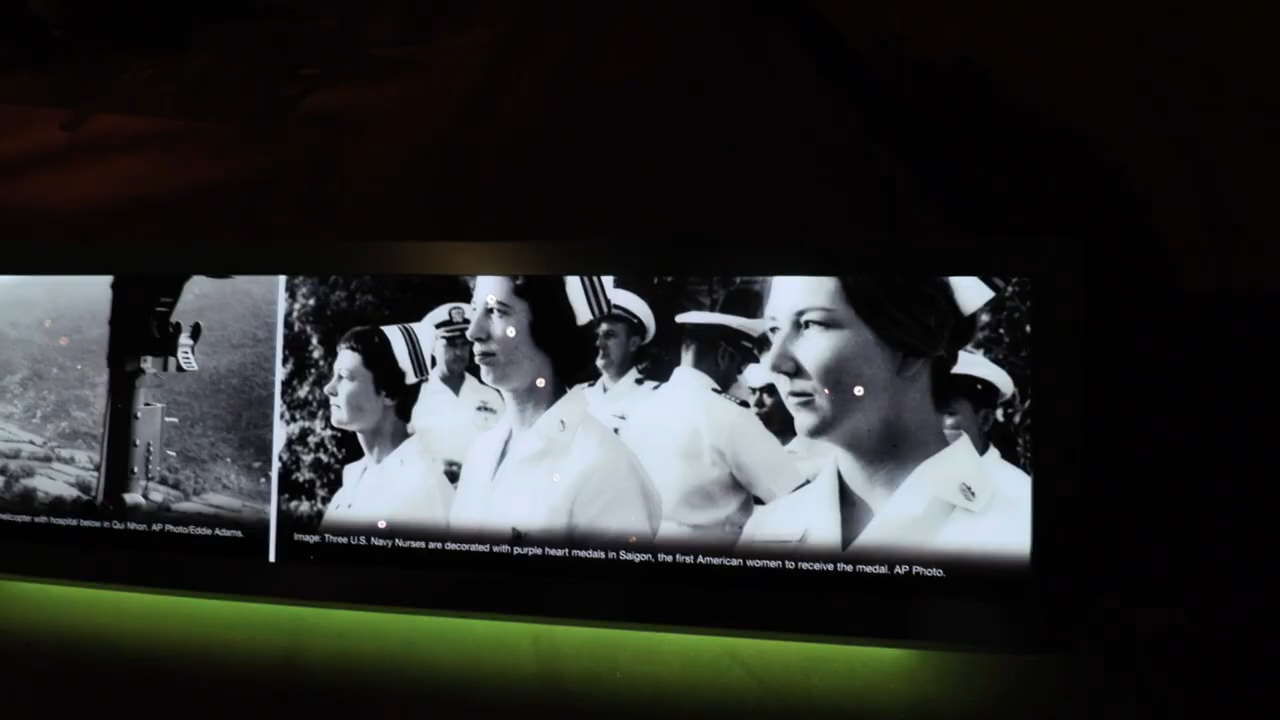 helicopter with hospital below in Qui Nhon. AP Photo/Eddie Adams.
Image: Three U.S. Navy Nurses are decorated with purple heart medals in Saigon, the first American women to receive the medal. AP Photo.